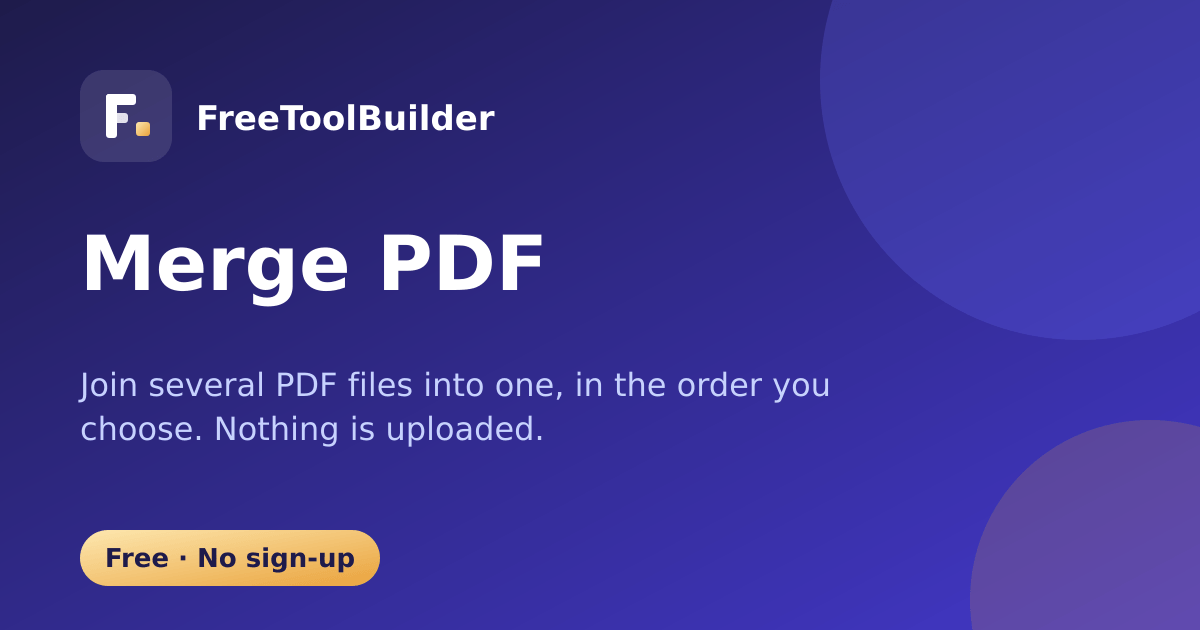 F.
FreeToolBuilder
Merge PDF
Join several PDF files into one, in the order you
choose. Nothing is uploaded.
Free · No sign-up